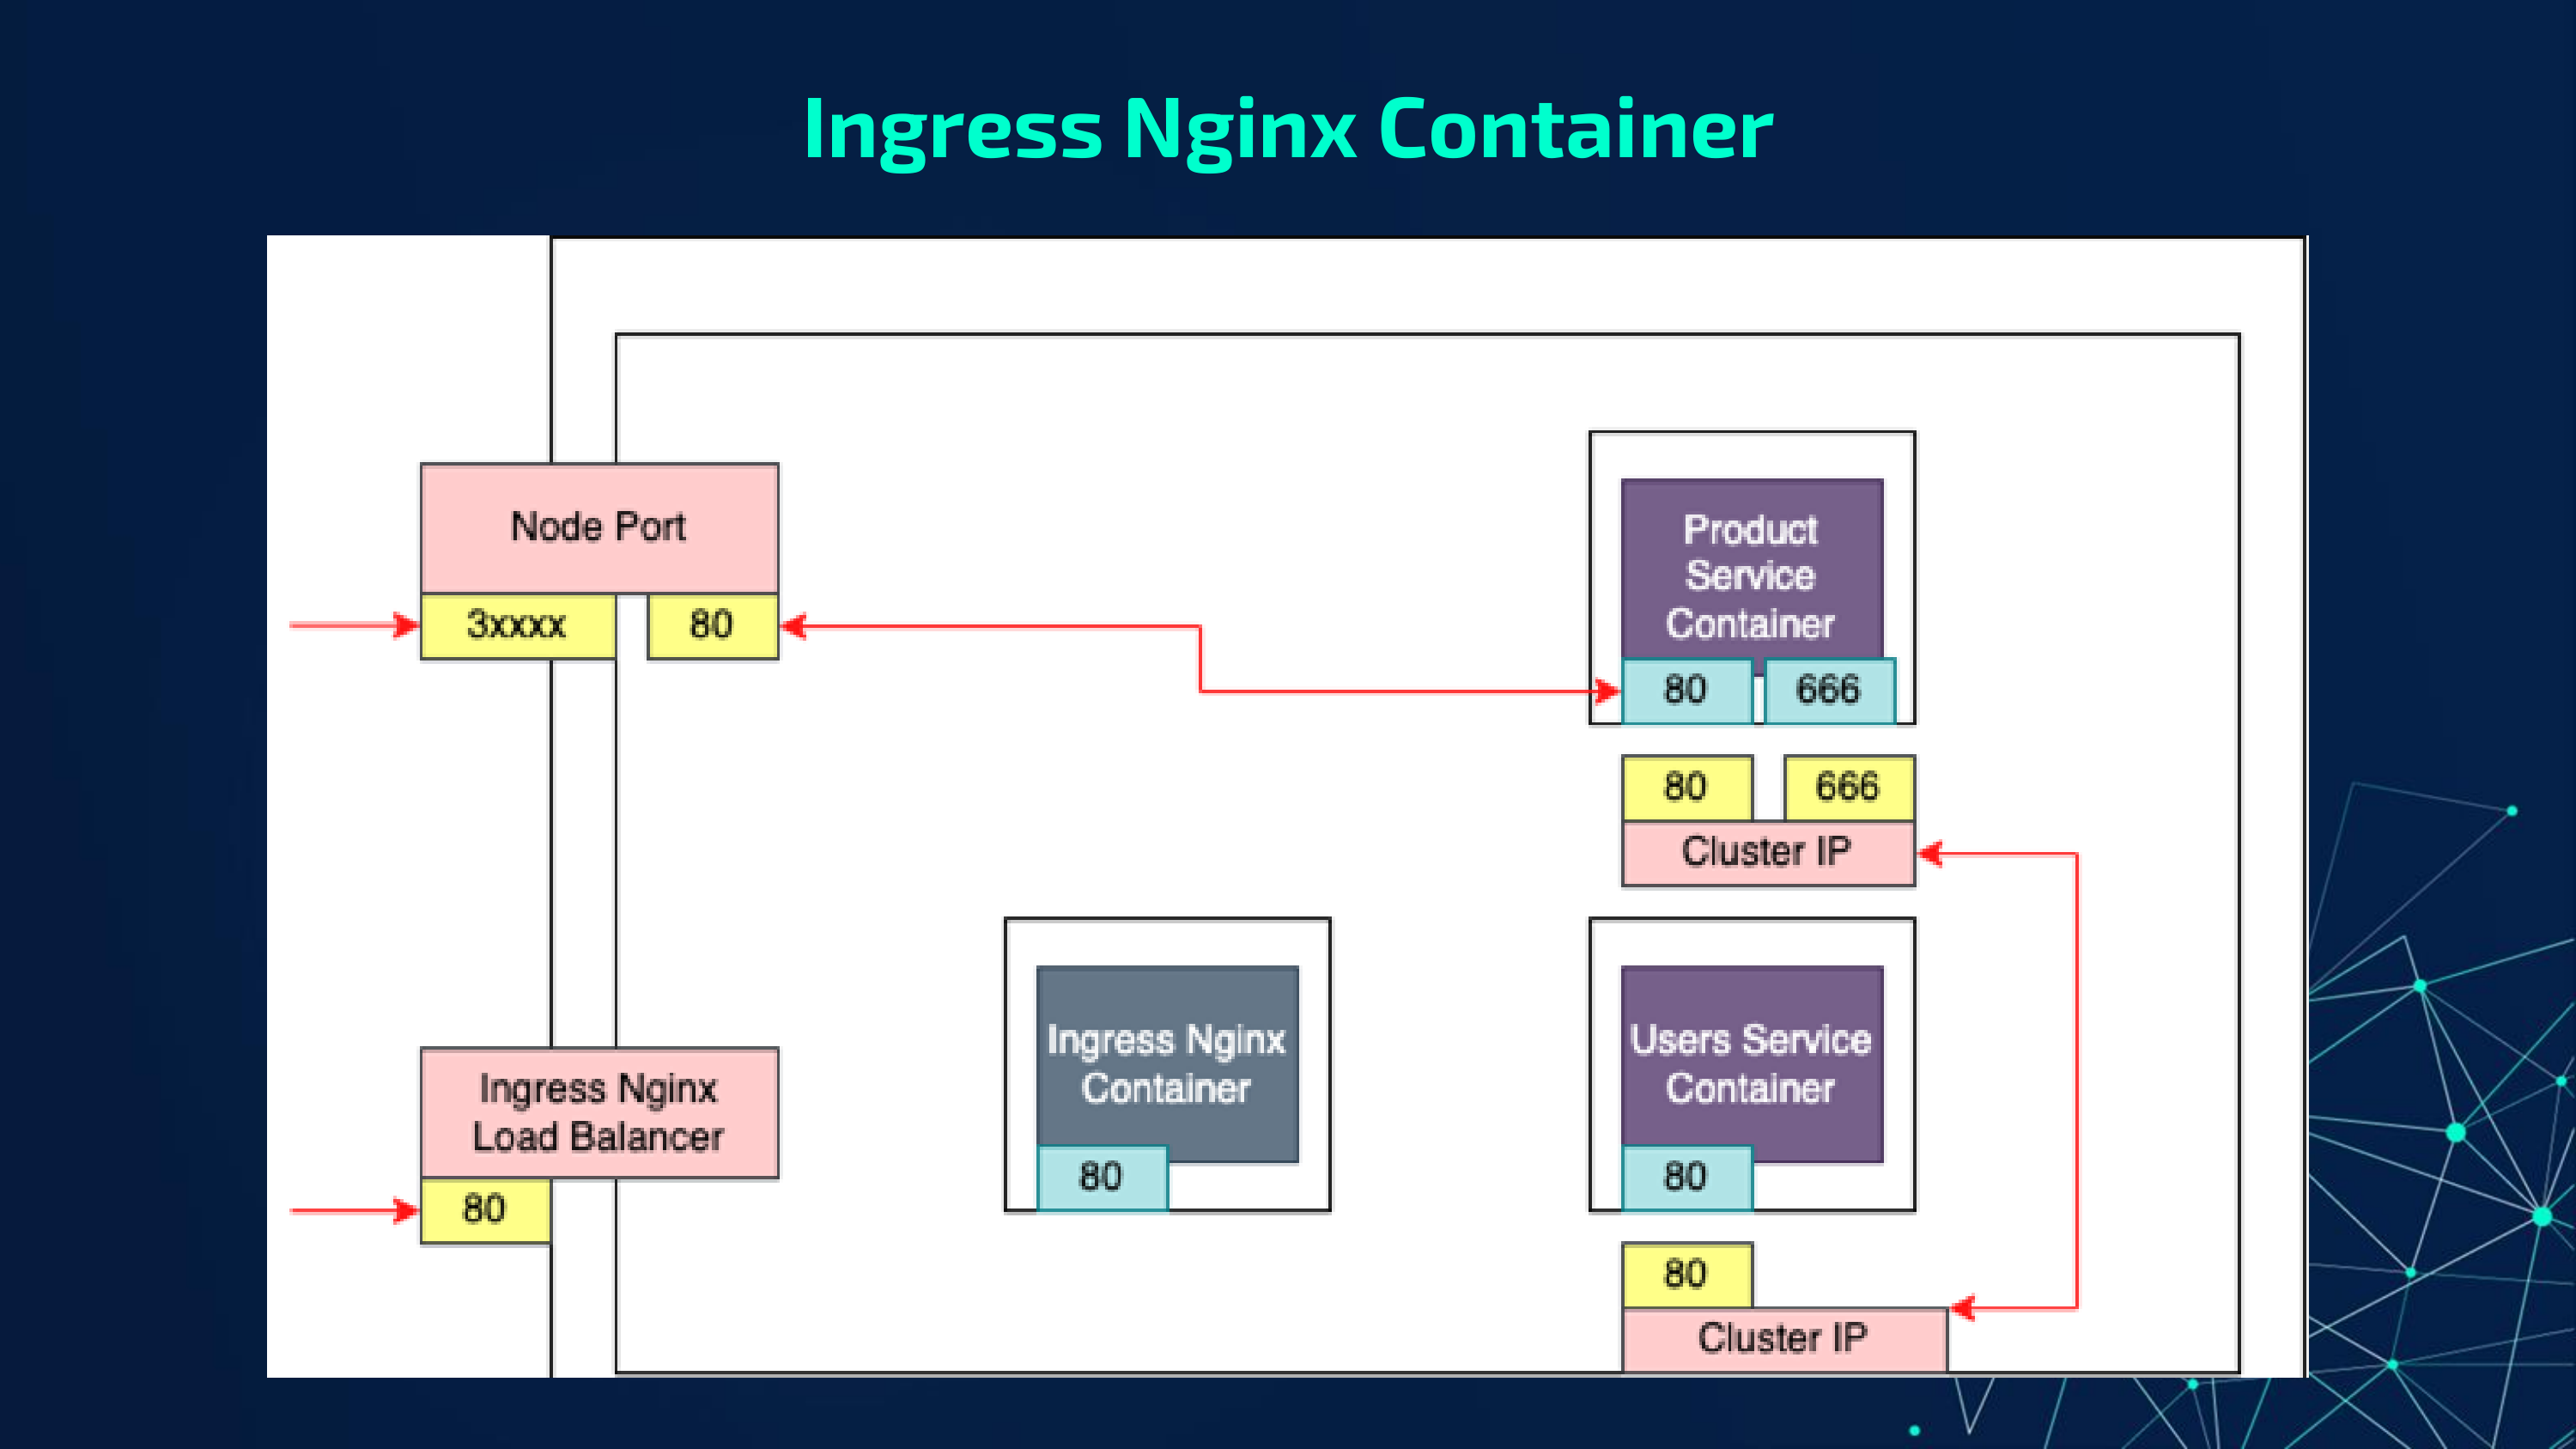 Ingress Nginx Container
Node Port
3xxxx
80
Product
Service
Container
80
666
80
666
Cluster IP
Ingress Nginx
Load Balancer
80
Ingress Nginx
Container
80
Users Service
Container
80
80
Cluster IP